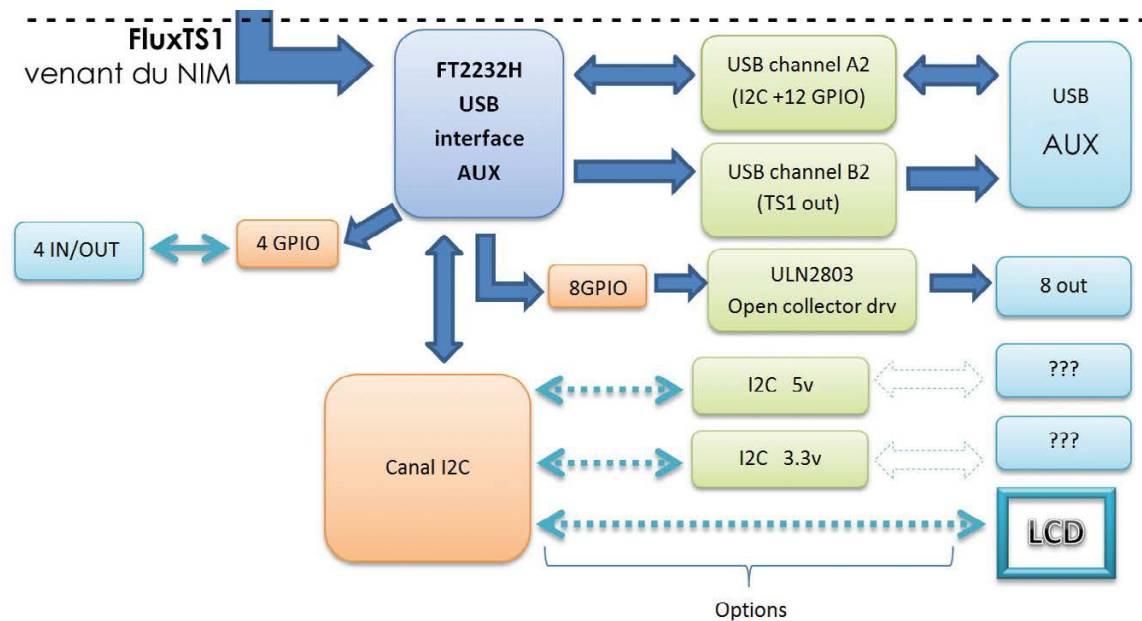 FluxTS1
venant du NIM
FT2232H
USB
interface
AUX
USB channel A2
(I2C +12 GPIO)
USB
AUX
USB channel B2
(TS1 out)
4 IN/OUT
4 GPIO
8GPIO
ULN2803
Open collector drv
8 out
Canal I2C
I2C 5v
???
I2C 3.3v
???
LCD
Options